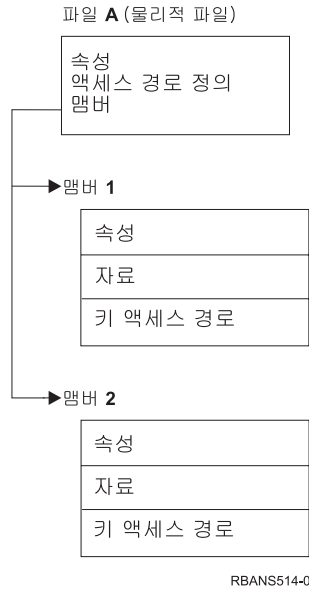 파일 A (물리적 파일)
속성
액세스 경로 정의
맴버
맴버 1
속성
자료
키 액세스 경로
맴버 2
속성
자료
키 액세스 경로
RBANS514-0